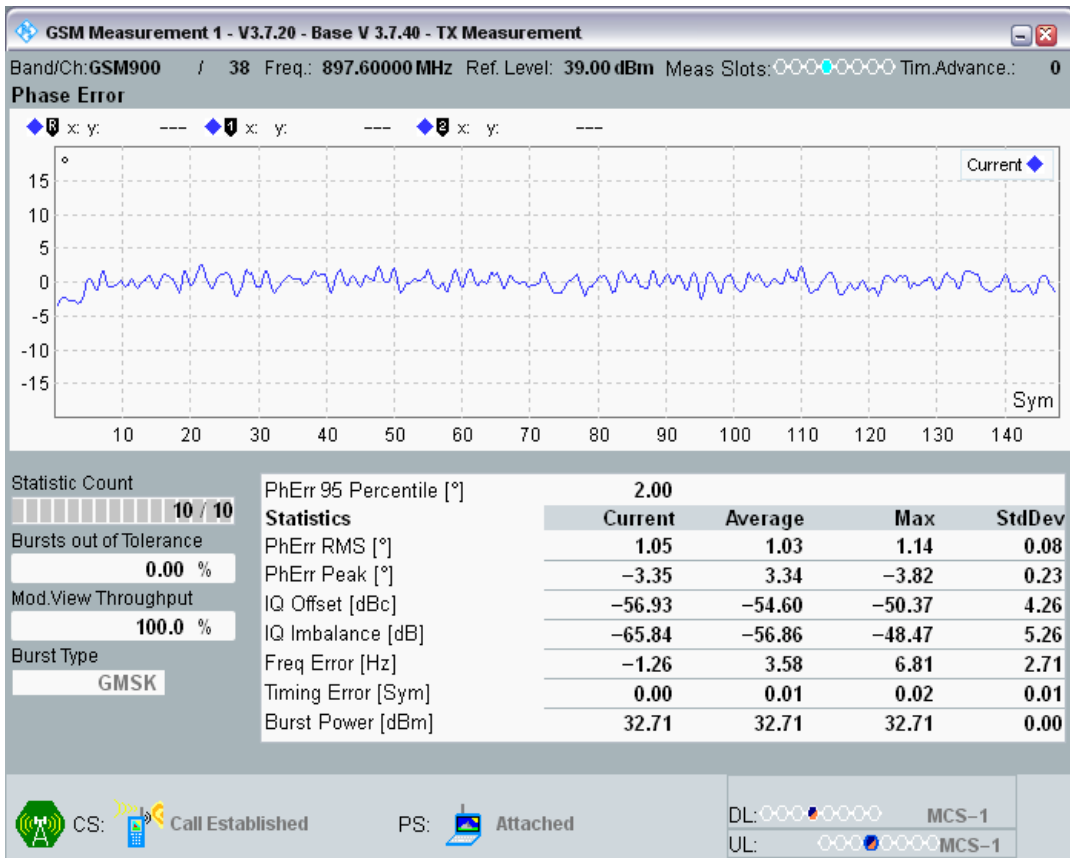 GSM Measurement 1 - V3.7.20 - Base V 3.7.40 - TX Measurement
Band/Ch:GSM900 / 38 Freq.: 897.60000 MHz Ref. Level: 39.00 dBm Meas Slots: Tim.Advance.: 0
Phase Error
R x: y: --- 1 x: y: --- 2 x: y: ---
°
Current
15
10
5
0
-5
-10
-15
Sym
10 20 30 40 50 60 70 80 90 100 110 120 130 140
Statistic Count
10 / 10
Bursts out of Tolerance
0.00 %
Mod.View Throughput
100.0 %
Burst Type
GMSK
PhErr 95 Percentile [°] 2.00
Statistics Current Average Max StdDev
PhErr RMS [°] 1.05 1.03 1.14 0.08
PhErr Peak [°] −3.35 3.34 −3.82 0.23
IQ Offset [dBc] −56.93 −54.60 −50.37 4.26
IQ Imbalance [dB] −65.84 −56.86 −48.47 5.26
Freq Error [Hz] −1.26 3.58 6.81 2.71
Timing Error [Sym] 0.00 0.01 0.02 0.01
Burst Power [dBm] 32.71 32.71 32.71 0.00
CS: Call Established PS: Attached
DL: MCS−1
UL: MCS−1